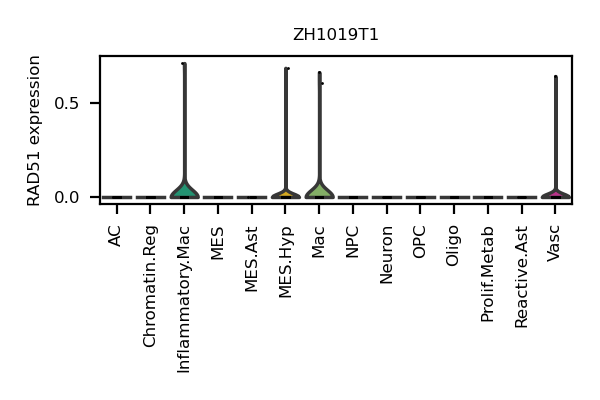 ZH1019T1
RAD51 expression
0.5
0.0
AC
Chromatin.Reg
Inflammatory.Mac
MES
MES.Ast
MES.Hyp
Mac
NPC
Neuron
OPC
Oligo
Prolif.Metab
Reactive.Ast
Vasc